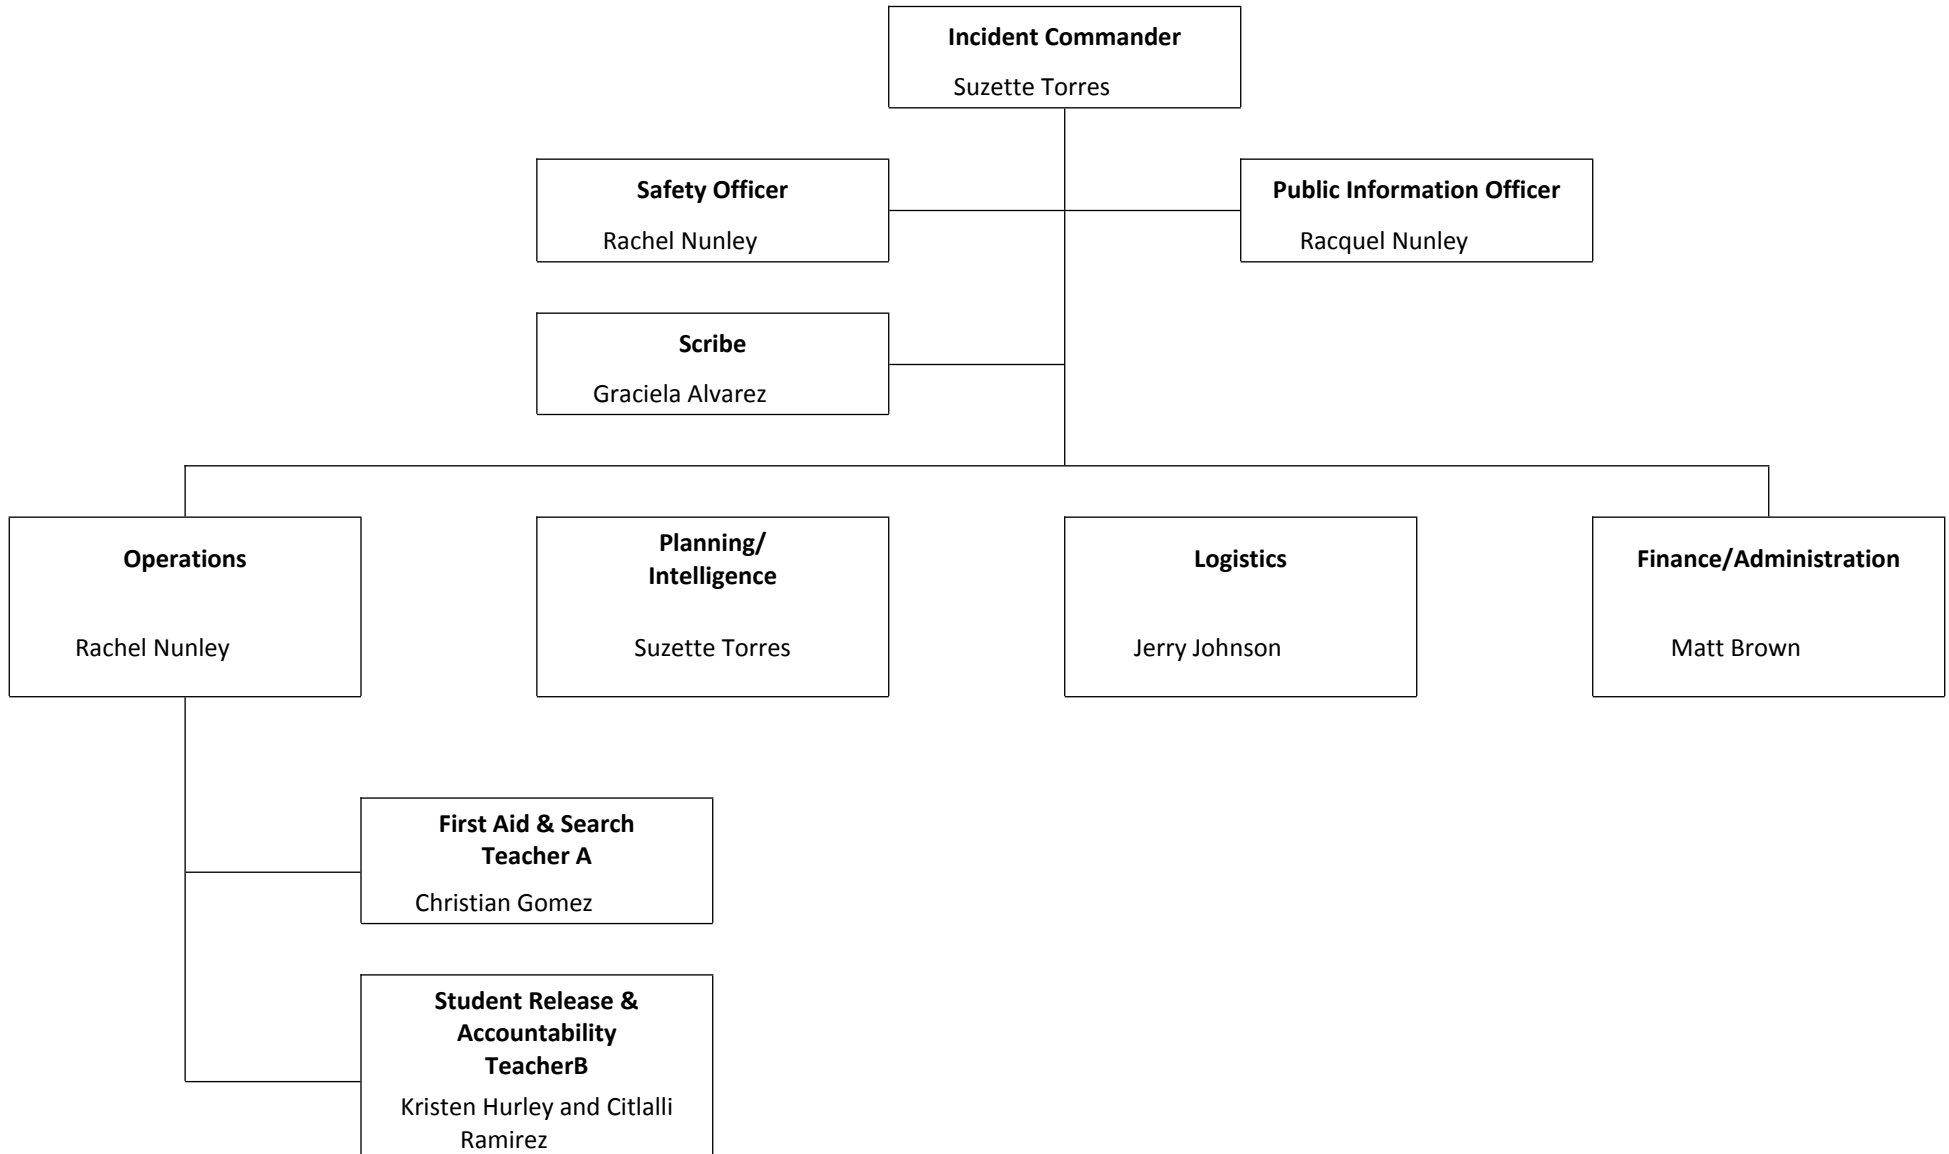 Incident Commander
Suzette Torres
Safety Officer
Rachel Nunley
Public Information Officer
Racquel Nunley
Scribe
Graciela Alvarez
Operations
Rachel Nunley
Planning/
Intelligence
Suzette Torres
Logistics
Jerry Johnson
Finance/Administration
Matt Brown
First Aid & Search
Teacher A
Christian Gomez
Student Release &
Accountability
TeacherB
Kristen Hurley and Citlalli
Ramirez